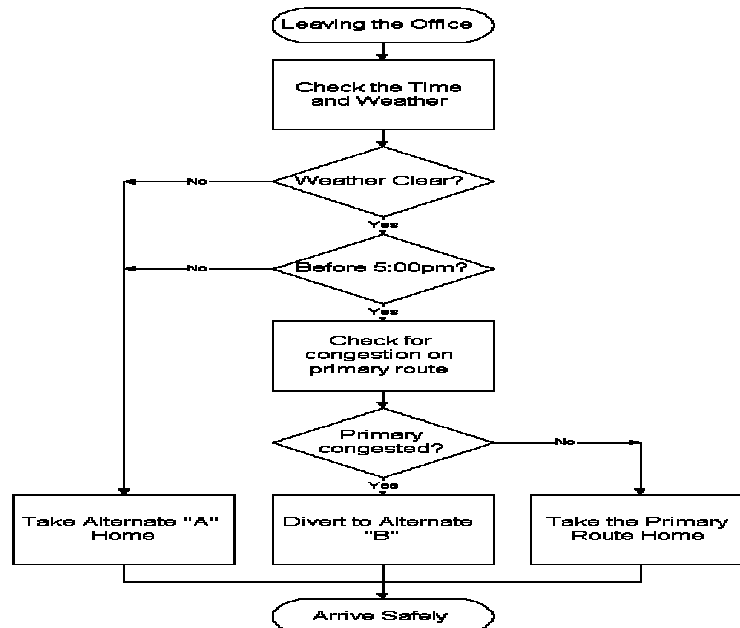 Leaving the Office
Check the Time
and Weather
Weather Clear?
No
Yes
Before 5:00pm?
No
Yes
Check for
congestion on
primary route
Primary
congested?
No
Yes
Take Alternate "A"
Home
Divert to Alternate
"B"
Take the Primary
Route Home
Arrive Safely